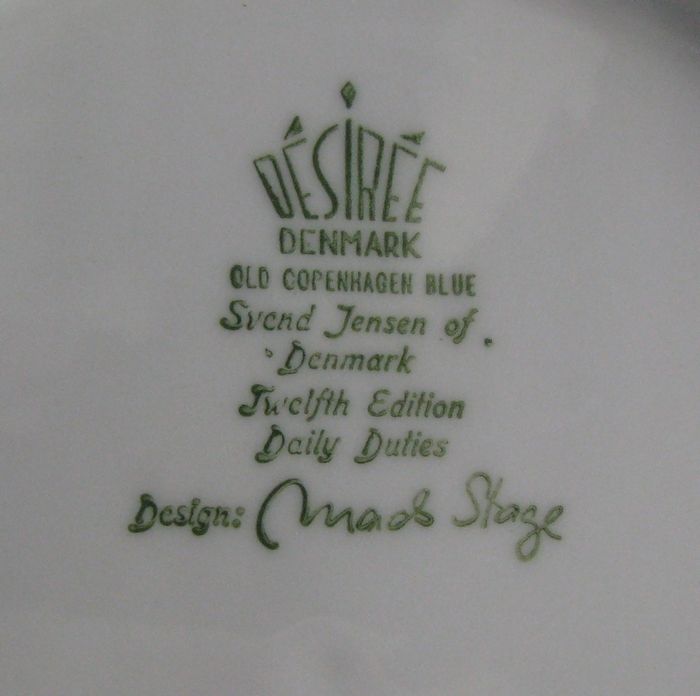 DÉSIRÉE
DENMARK
OLD COPENHAGEN BLUE
Svend Jensen of
Denmark
Twelfth Edition
Daily Duties
Design: Mads Stage